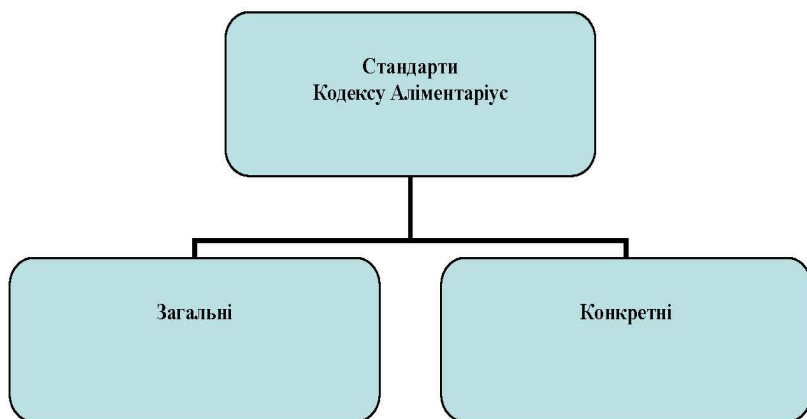 Стандарти
Кодексу Аліментаріус
Загальні
Конкретні